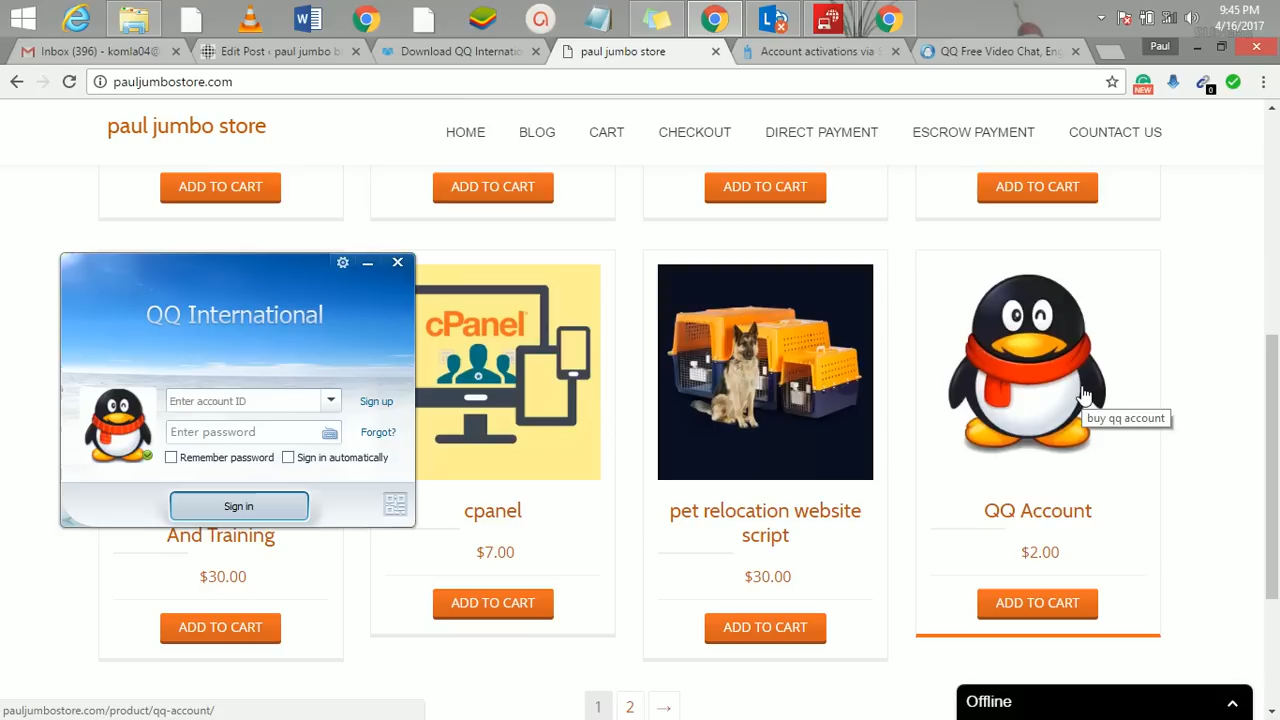 9:45 PM
4/16/2017
Inbox (396) - komla04@
Edit Post ‹ paul jumbo b
Download QQ Internatio
paul jumbo store
Account activations via S
QQ Free Video Chat, Eng
Paul
pauljumbostore.com
NEW
0
paul jumbo store
HOME
BLOG
CART
CHECKOUT
DIRECT PAYMENT
ESCROW PAYMENT
COUNTACT US
ADD TO CART
ADD TO CART
ADD TO CART
ADD TO CART
QQ International
Enter account ID
Sign up
Enter password
Forgot?
Remember password
Sign in automatically
Sign in
cPanel
buy qq account
And Training
$30.00
ADD TO CART
cpanel
$7.00
ADD TO CART
pet relocation website
script
$30.00
ADD TO CART
QQ Account
$2.00
ADD TO CART
1
2
→
Offline
pauljumbostore.com/product/qq-account/